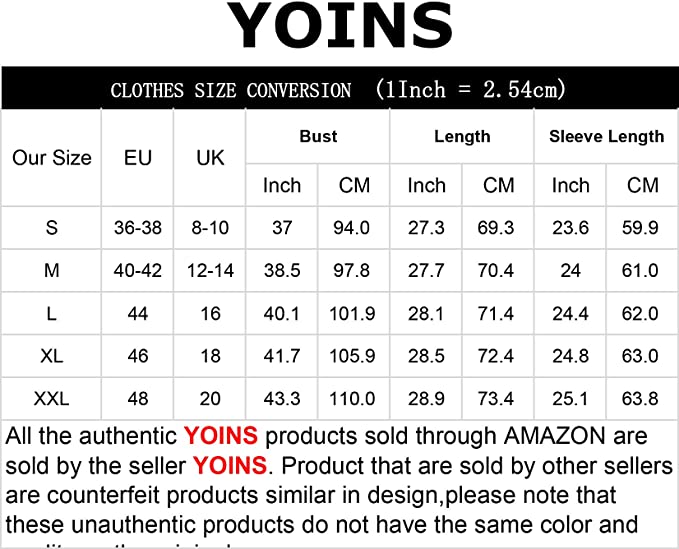 YOINS
CLOTHES SIZE CONVERSION (1Inch = 2.54cm)
Our Size EU UK Bust Length Sleeve Length
Inch CM Inch CM Inch CM
S 36-38 8-10 37 94.0 27.3 69.3 23.6 59.9
M 40-42 12-14 38.5 97.8 27.7 70.4 24 61.0
L 44 16 40.1 101.9 28.1 71.4 24.4 62.0
XL 46 18 41.7 105.9 28.5 72.4 24.8 63.0
XXL 48 20 43.3 110.0 28.9 73.4 25.1 63.8
All the authentic YOINS products sold through AMAZON are
sold by the seller YOINS. Product that are sold by other sellers
are counterfeit products similar in design,please note that
these unauthentic products do not have the same color and